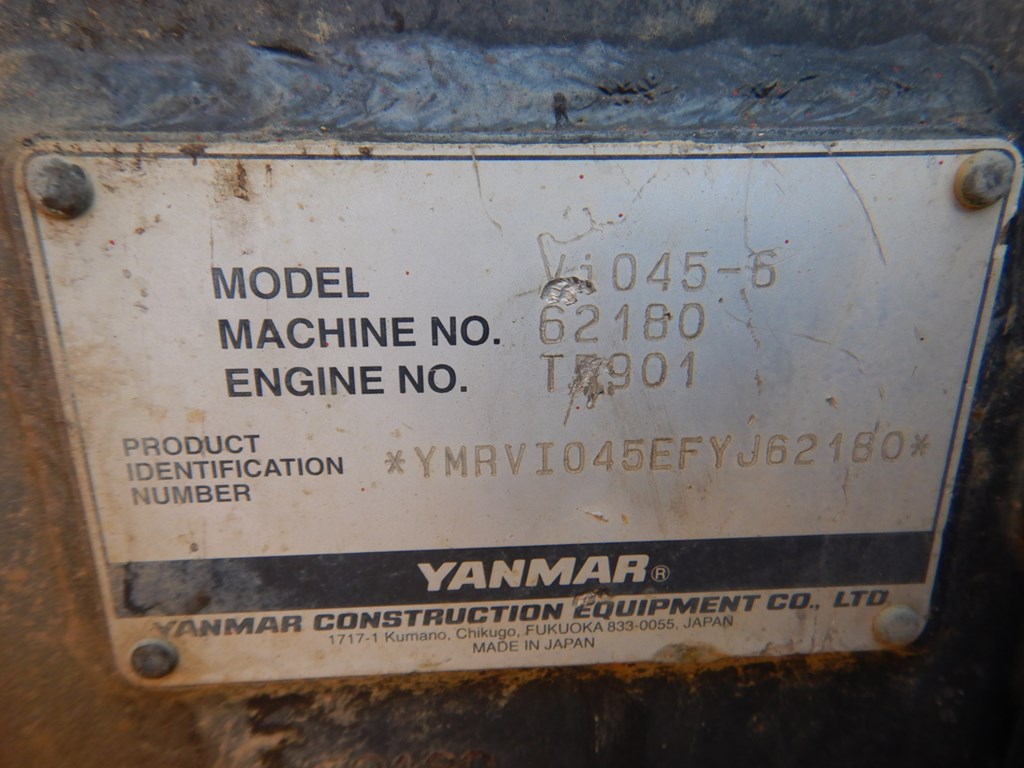 MODEL Vi045-6
MACHINE NO. 62180
ENGINE NO.
PRODUCT
IDENTIFICATION
NUMBER
*YMRVI045EFYJ62180*
YANMAR®
YANMAR CONSTRUCTION EQUIPMENT CO., LTD
1717-1 Kumano, Chikugo, FUKUOKA 833-0055, JAPAN
MADE IN JAPAN